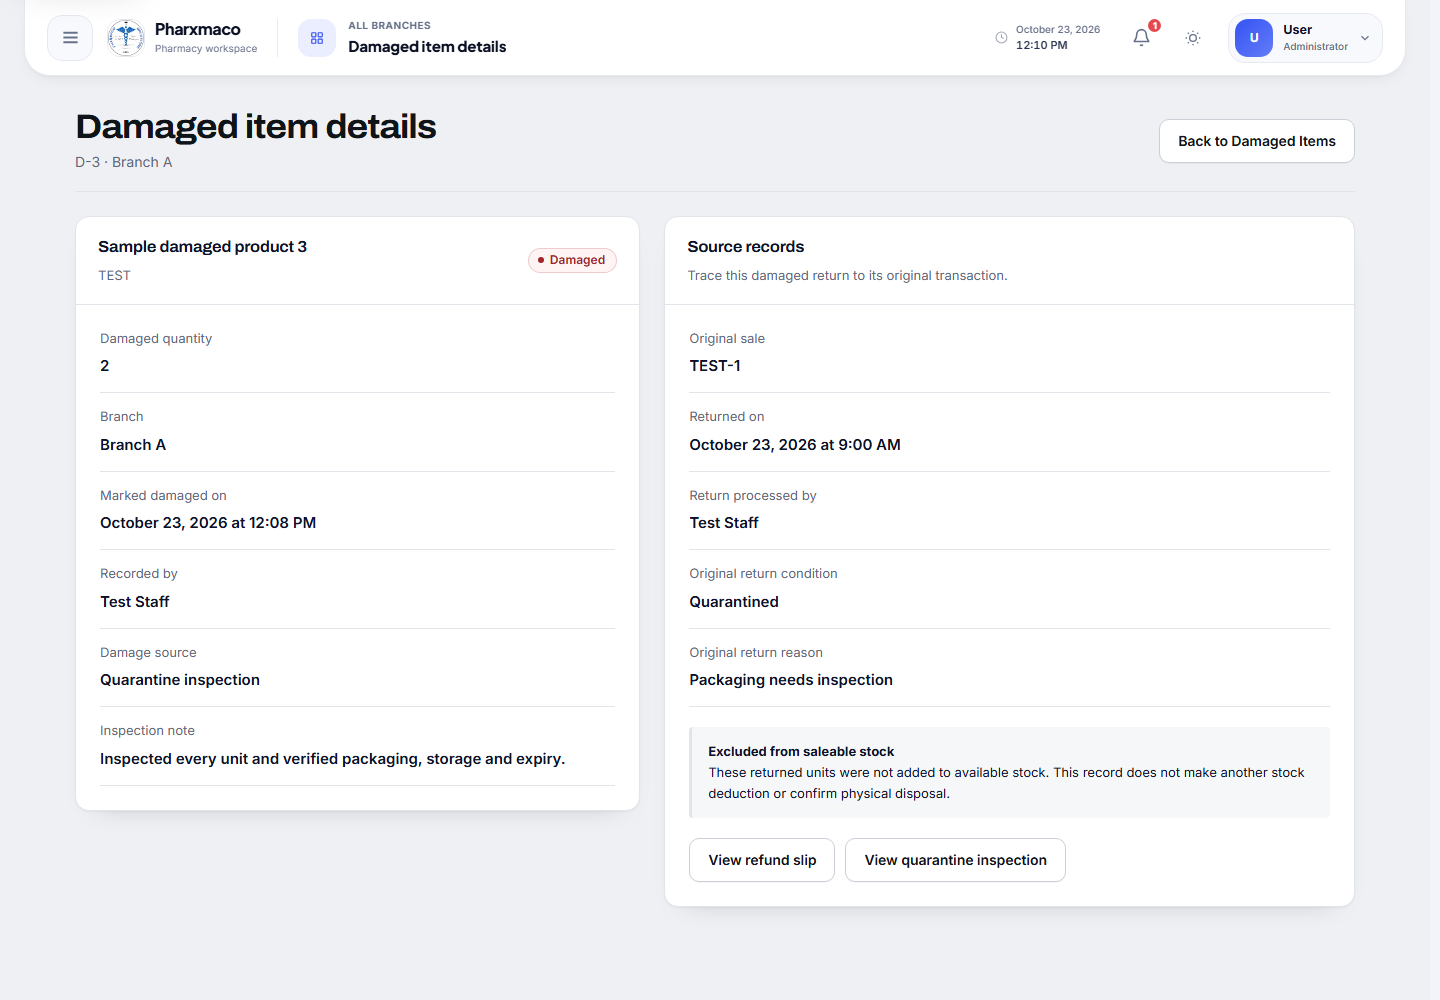 Pharxmaco
Pharmacy workspace
ALL BRANCHES
Damaged item details
October 23, 2026
12:10 PM
1
U
User
Administrator
Damaged item details
D-3 · Branch A
Back to Damaged Items
Sample damaged product 3
TEST
Damaged
Damaged quantity
2
Branch
Branch A
Marked damaged on
October 23, 2026 at 12:08 PM
Recorded by
Test Staff
Damage source
Quarantine inspection
Inspection note
Inspected every unit and verified packaging, storage and expiry.
Source records
Trace this damaged return to its original transaction.
Original sale
TEST-1
Returned on
October 23, 2026 at 9:00 AM
Return processed by
Test Staff
Original return condition
Quarantined
Original return reason
Packaging needs inspection
Excluded from saleable stock
These returned units were not added to available stock. This record does not make another stock
deduction or confirm physical disposal.
View refund slip
View quarantine inspection